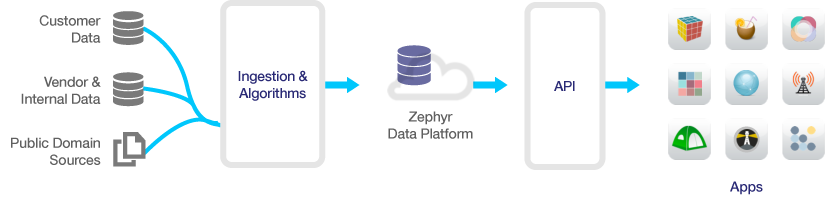 Customer
Data
Vendor &
Internal Data
Public Domain
Sources
Ingestion &
Algorithms
Zephyr
Data Platform
API
Apps